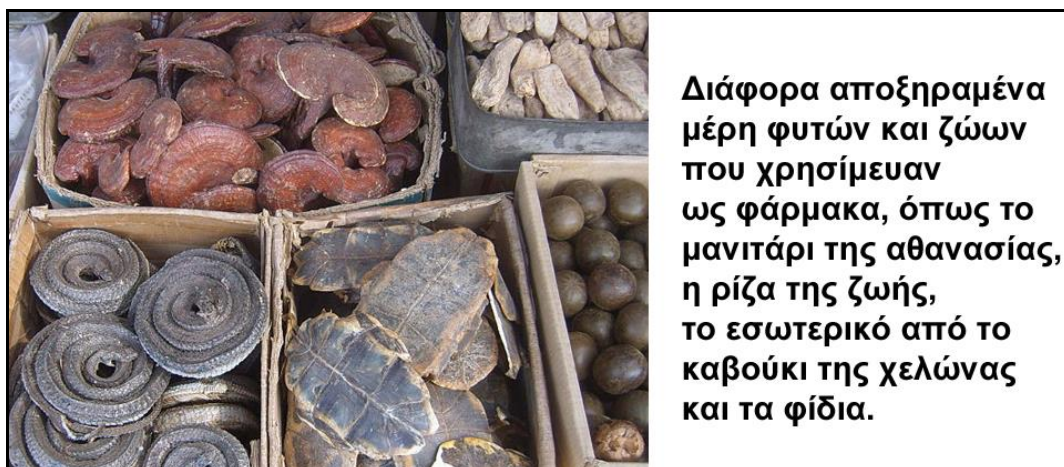 Διάφορα αποξηραμένα
μέρη φυτών και ζώων
που χρησίμευαν
ως φάρμακα, όπως το
μανιτάρι της αθανασίας,
η ρίζα της ζωής,
το εσωτερικό από το
καβούκι της χελώνας
και τα φίδια.